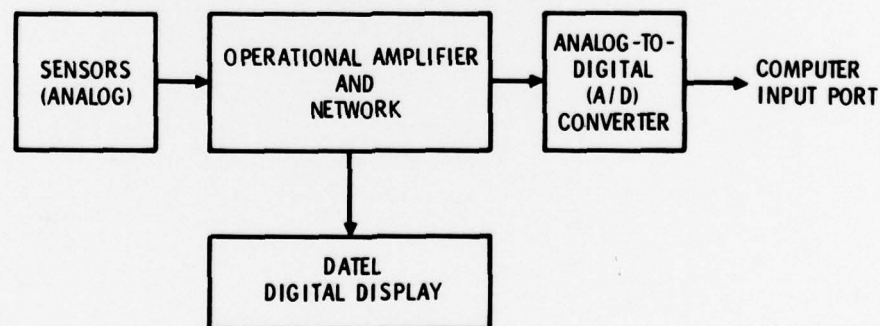 SENSORS
(ANALOG)
OPERATIONAL AMPLIFIER
AND
NETWORK
ANALOG-TO-
DIGITAL
(A/D)
CONVERTER
COMPUTER
INPUT PORT
DATEL
DIGITAL DISPLAY